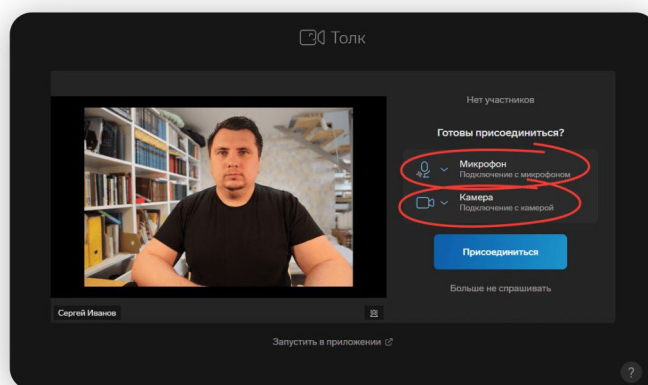 Толк
Нет участников
Готовы присоединиться?
Микрофон
Подключение с микрофоном
Камера
Подключение с камерой
Присоединиться
Больше не спрашивать
Сергей Иванов
Запустить в приложении
?